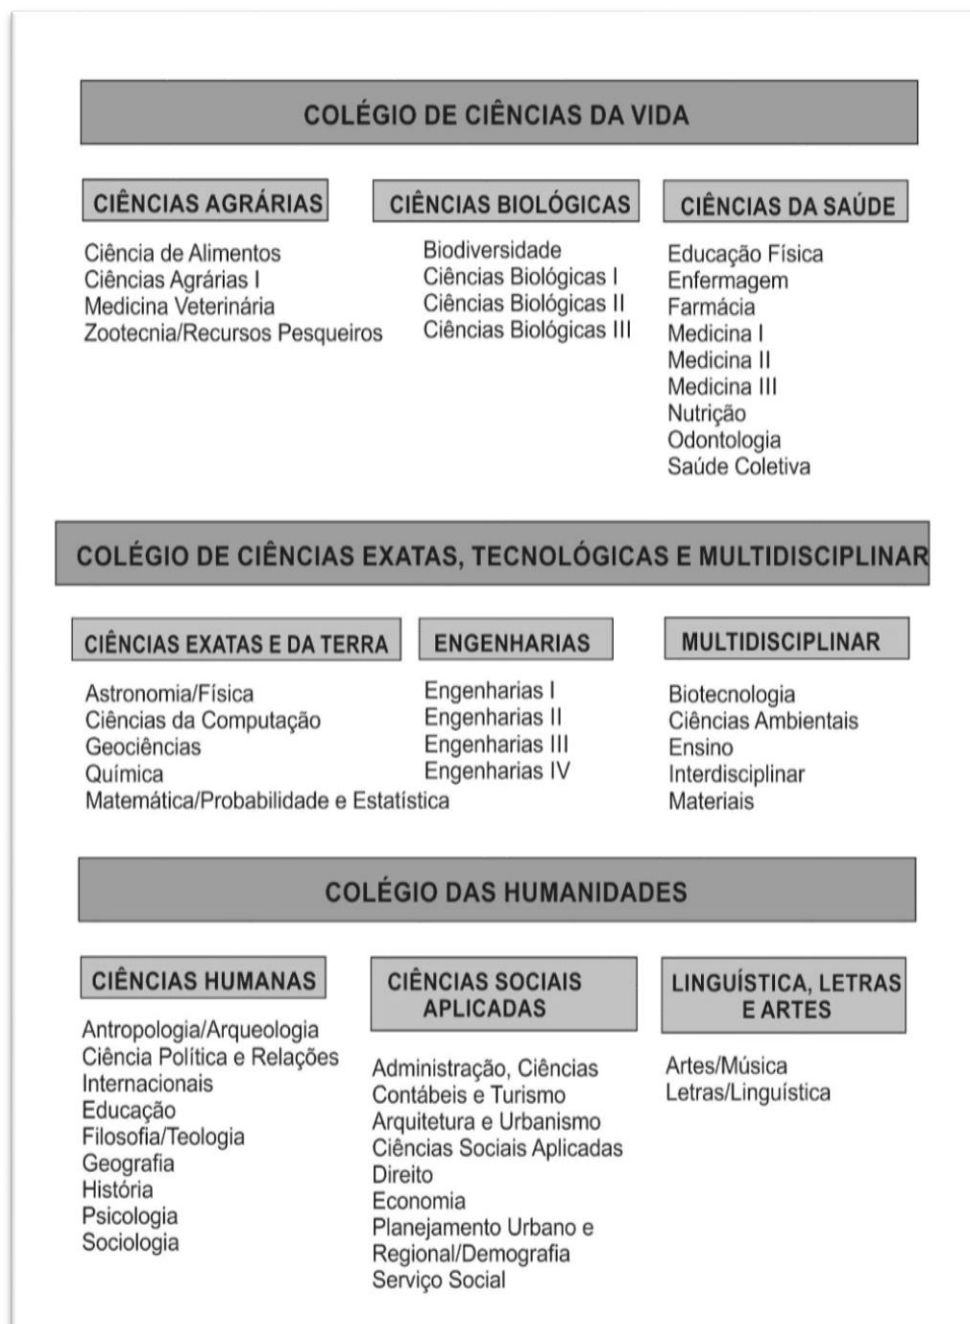 COLÉGIO DE CIÊNCIAS DA VIDA
CIÊNCIAS AGRÁRIAS
Ciência de Alimentos
Ciências Agrárias I
Medicina Veterinária
Zootecnia/Recursos Pesqueiros
CIÊNCIAS BIOLÓGICAS
Biodiversidade
Ciências Biológicas I
Ciências Biológicas II
Ciências Biológicas III
CIÊNCIAS DA SAÚDE
Educação Física
Enfermagem
Farmácia
Medicina I
Medicina II
Medicina III
Nutrição
Odontologia
Saúde Coletiva
COLÉGIO DE CIÊNCIAS EXATAS, TECNOLÓGICAS E MULTIDISCIPLINAR
CIÊNCIAS EXATAS E DA TERRA
Astronomia/Física
Ciências da Computação
Geociências
Química
Matemática/Probabilidade e Estatística
ENGENHARIAS
Engenharias I
Engenharias II
Engenharias III
Engenharias IV
MULTIDISCIPLINAR
Biotecnologia
Ciências Ambientais
Ensino
Interdisciplinar
Materiais
COLÉGIO DAS HUMANIDADES
CIÊNCIAS HUMANAS
Antropologia/Arqueologia
Ciência Política e Relações
Internacionais
Educação
Filosofia/Teologia
Geografia
História
Psicologia
Sociologia
CIÊNCIAS SOCIAIS
APLICADAS
Administração, Ciências
Contábeis e Turismo
Arquitetura e Urbanismo
Ciências Sociais Aplicadas
Direito
Economia
Planejamento Urbano e
Regional/Demografia
Serviço Social
LINGUÍSTICA, LETRAS
E ARTES
Artes/Música
Letras/Linguística